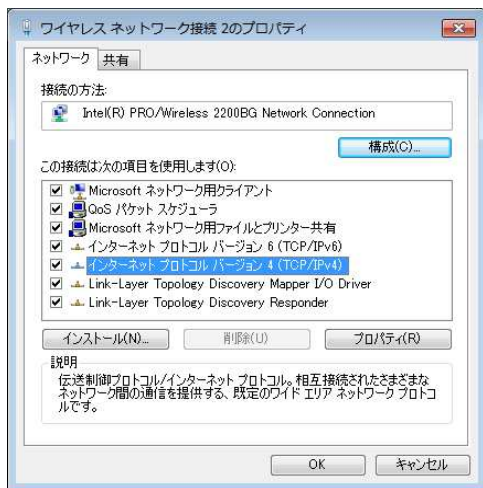 ワイヤレス ネットワーク接続 2のプロパティ
ネットワーク 共有
接続の方法:
Intel(R) PRO/Wireless 2200BG Network Connection
構成(C)...
この接続は次の項目を使用します(O):
Microsoft ネットワーク用クライアント
QoS パケット スケジューラ
Microsoft ネットワーク用ファイルとプリンター共有
インターネット プロトコル バージョン 6 (TCP/IPv6)
インターネット プロトコル バージョン 4 (TCP/IPv4)
Link-Layer Topology Discovery Mapper I/O Driver
Link-Layer Topology Discovery Responder
インストール(N)... 削除(U) プロパティ(R)
説明
伝送制御プロトコル/インターネット プロトコル。相互接続されたさまざまな
ネットワーク間の通信を提供する、既定のワイド エリア ネットワーク プロトコ
ルです。
OK キャンセル